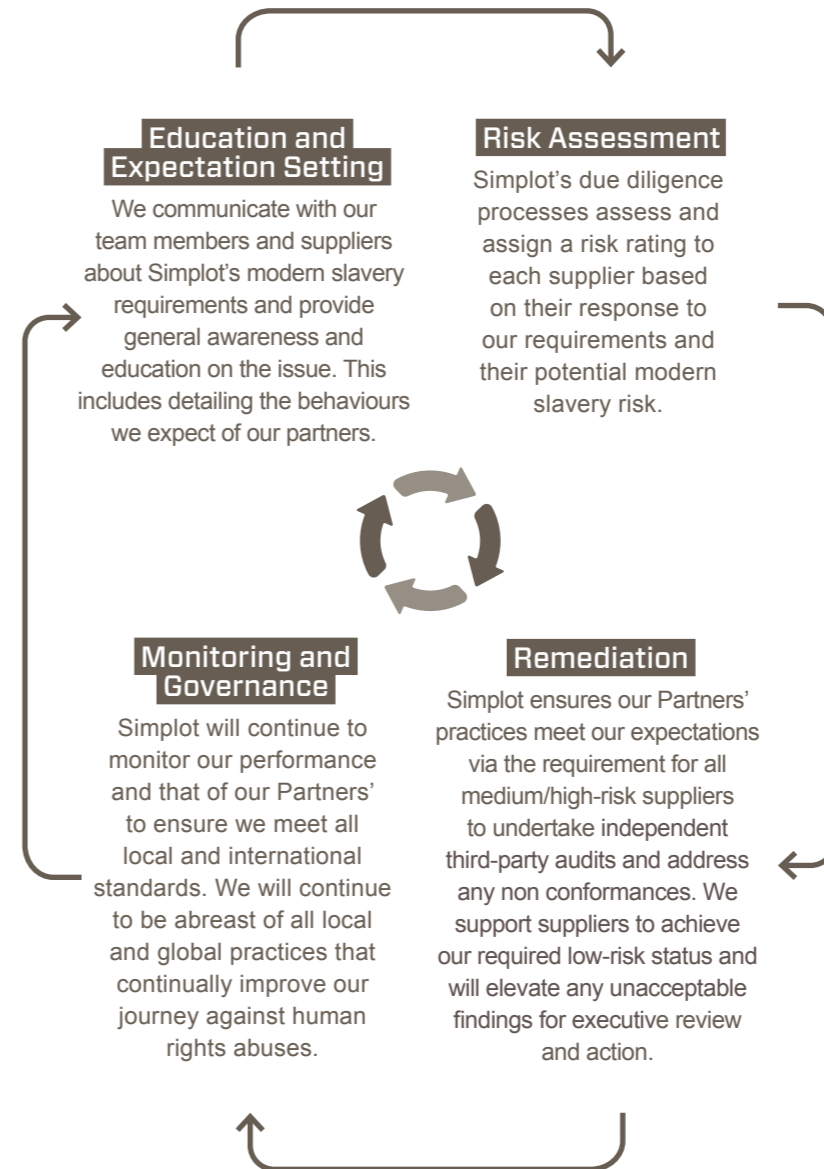 Education and
Expectation Setting
We communicate with our
team members and suppliers
about Simplot’s modern slavery
requirements and provide
general awareness and
education on the issue. This
includes detailing the behaviours
we expect of our partners.
Risk Assessment
Simplot’s due diligence
processes assess and
assign a risk rating to
each supplier based
on their response to
our requirements and
their potential modern
slavery risk.
Monitoring and
Governance
Simplot will continue to
monitor our performance
and that of our Partners’
to ensure we meet all
local and international
standards. We will continue
to be abreast of all local
and global practices that
continually improve our
journey against human
rights abuses.
Remediation
Simplot ensures our Partners’
practices meet our expectations
via the requirement for all
medium/high-risk suppliers
to undertake independent
third-party audits and address
any non conformances. We
support suppliers to achieve
our required low-risk status and
will elevate any unacceptable
findings for executive review
and action.